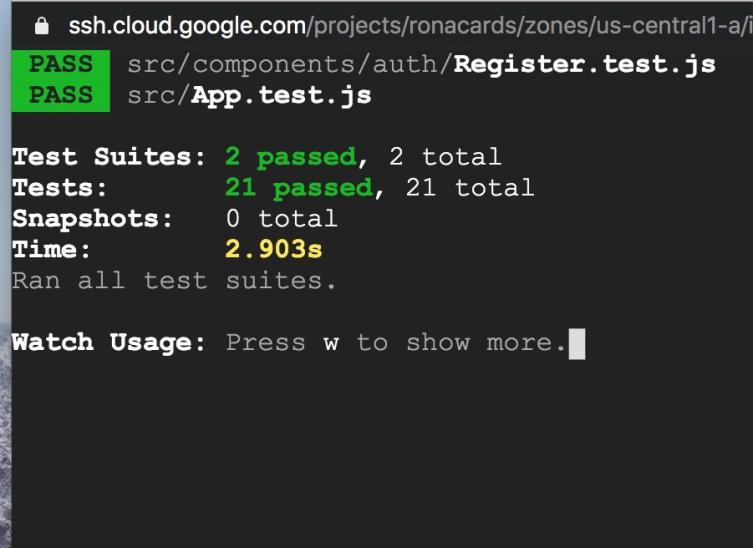 ssh.cloud.google.com/projects/ronacards/zones/us-central1-a/i
PASS src/components/auth/Register.test.js
PASS src/App.test.js
Test Suites: 2 passed, 2 total
Tests: 21 passed, 21 total
Snapshots: 0 total
Time: 2.903s
Ran all test suites.
Watch Usage: Press w to show more.